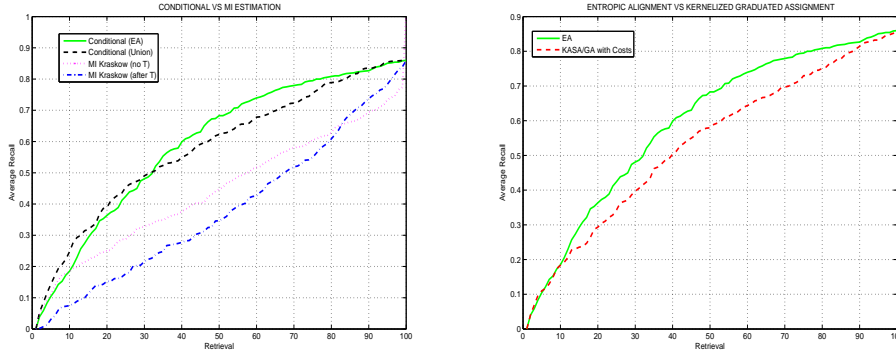 CONDITIONAL VS MI ESTIMATION
1
0.9
0.8
0.7
0.6
0.5
0.4
0.3
0.2
0.1
0
Average Recall
Conditional (EA)
Conditional (Union)
MI Kraskow (no T)
MI Kraskow (after T)
0 10 20 30 40 50 60 70 80 90 100
Retrieval
ENTROPIC ALIGNMENT VS KERNELIZED GRADUATED ASSIGNMENT
0.9
0.8
0.7
0.6
0.5
0.4
0.3
0.2
0.1
0
Average Recall
EA
KASA/GA with Costs
0 10 20 30 40 50 60 70 80 90 100
Retrieval